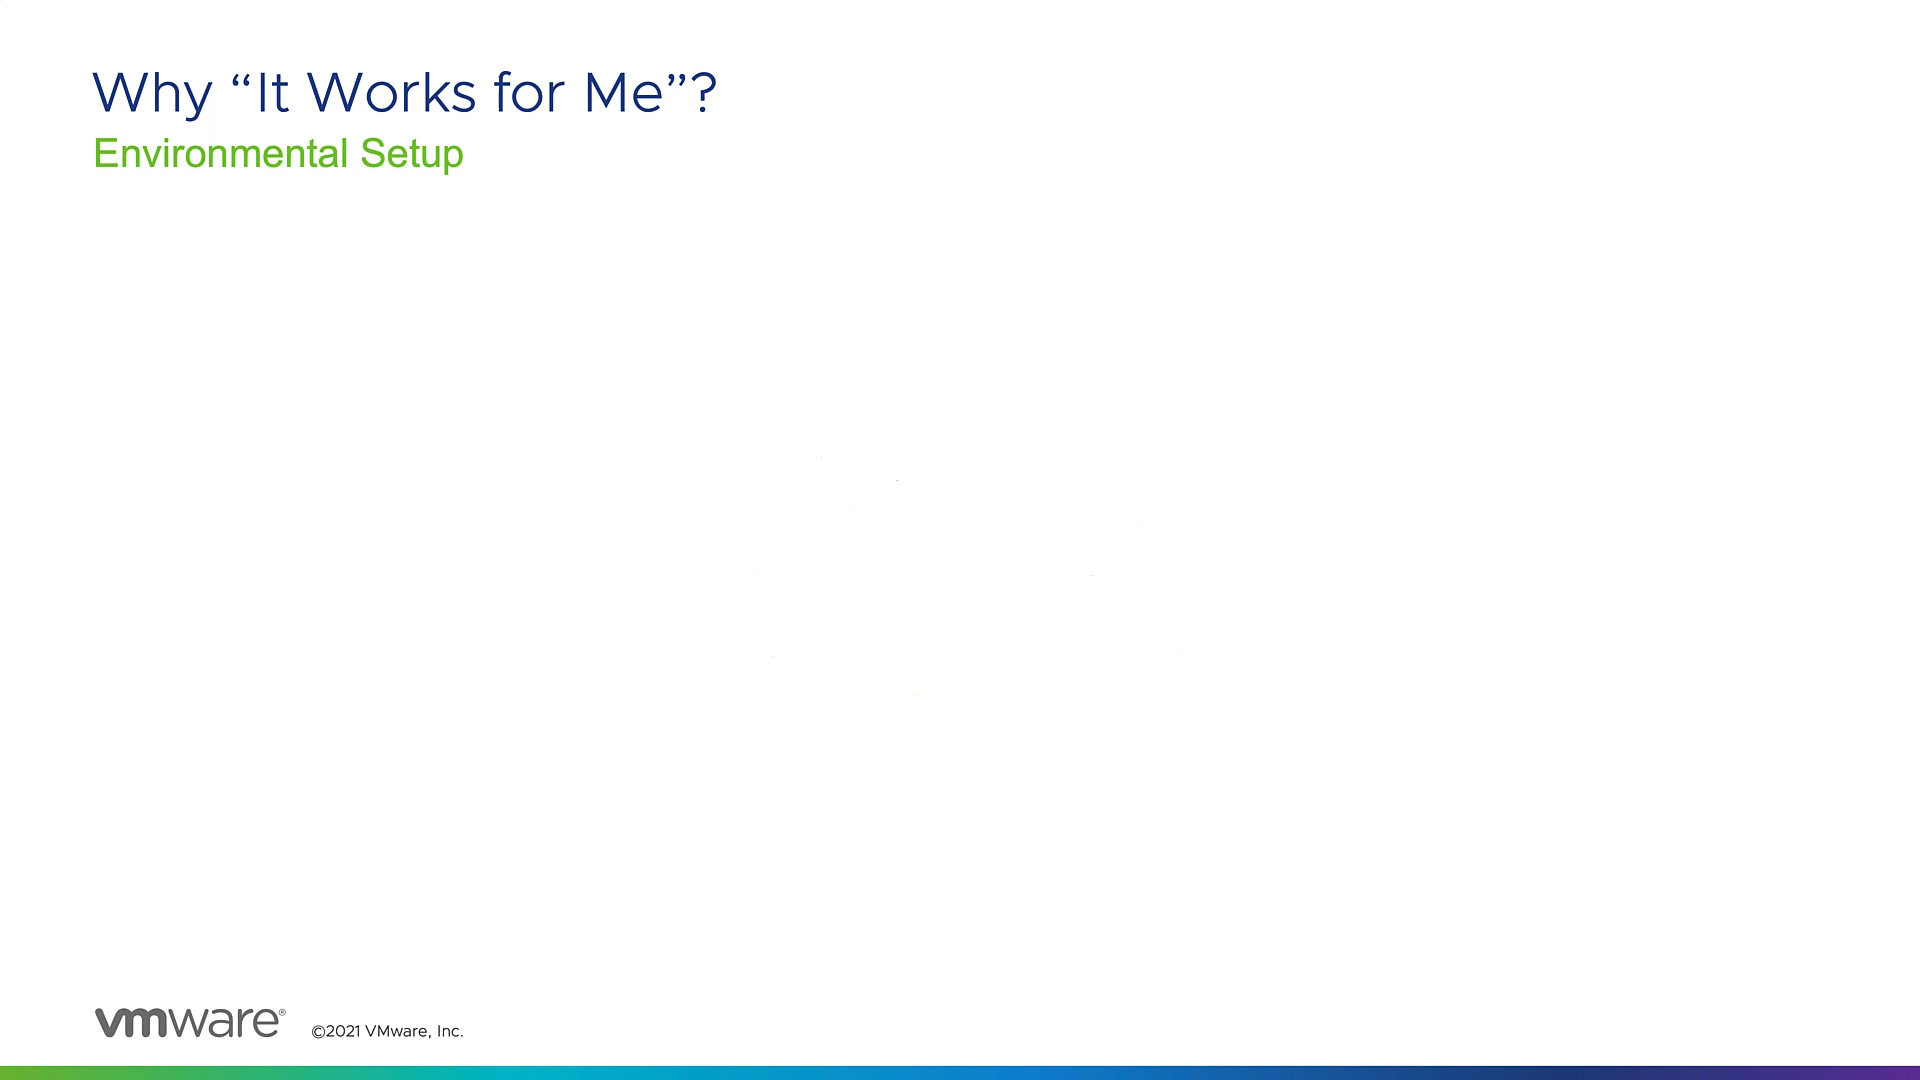 Why “It Works for Me”?
Environmental Setup
vmware® ©2021 VMware, Inc.